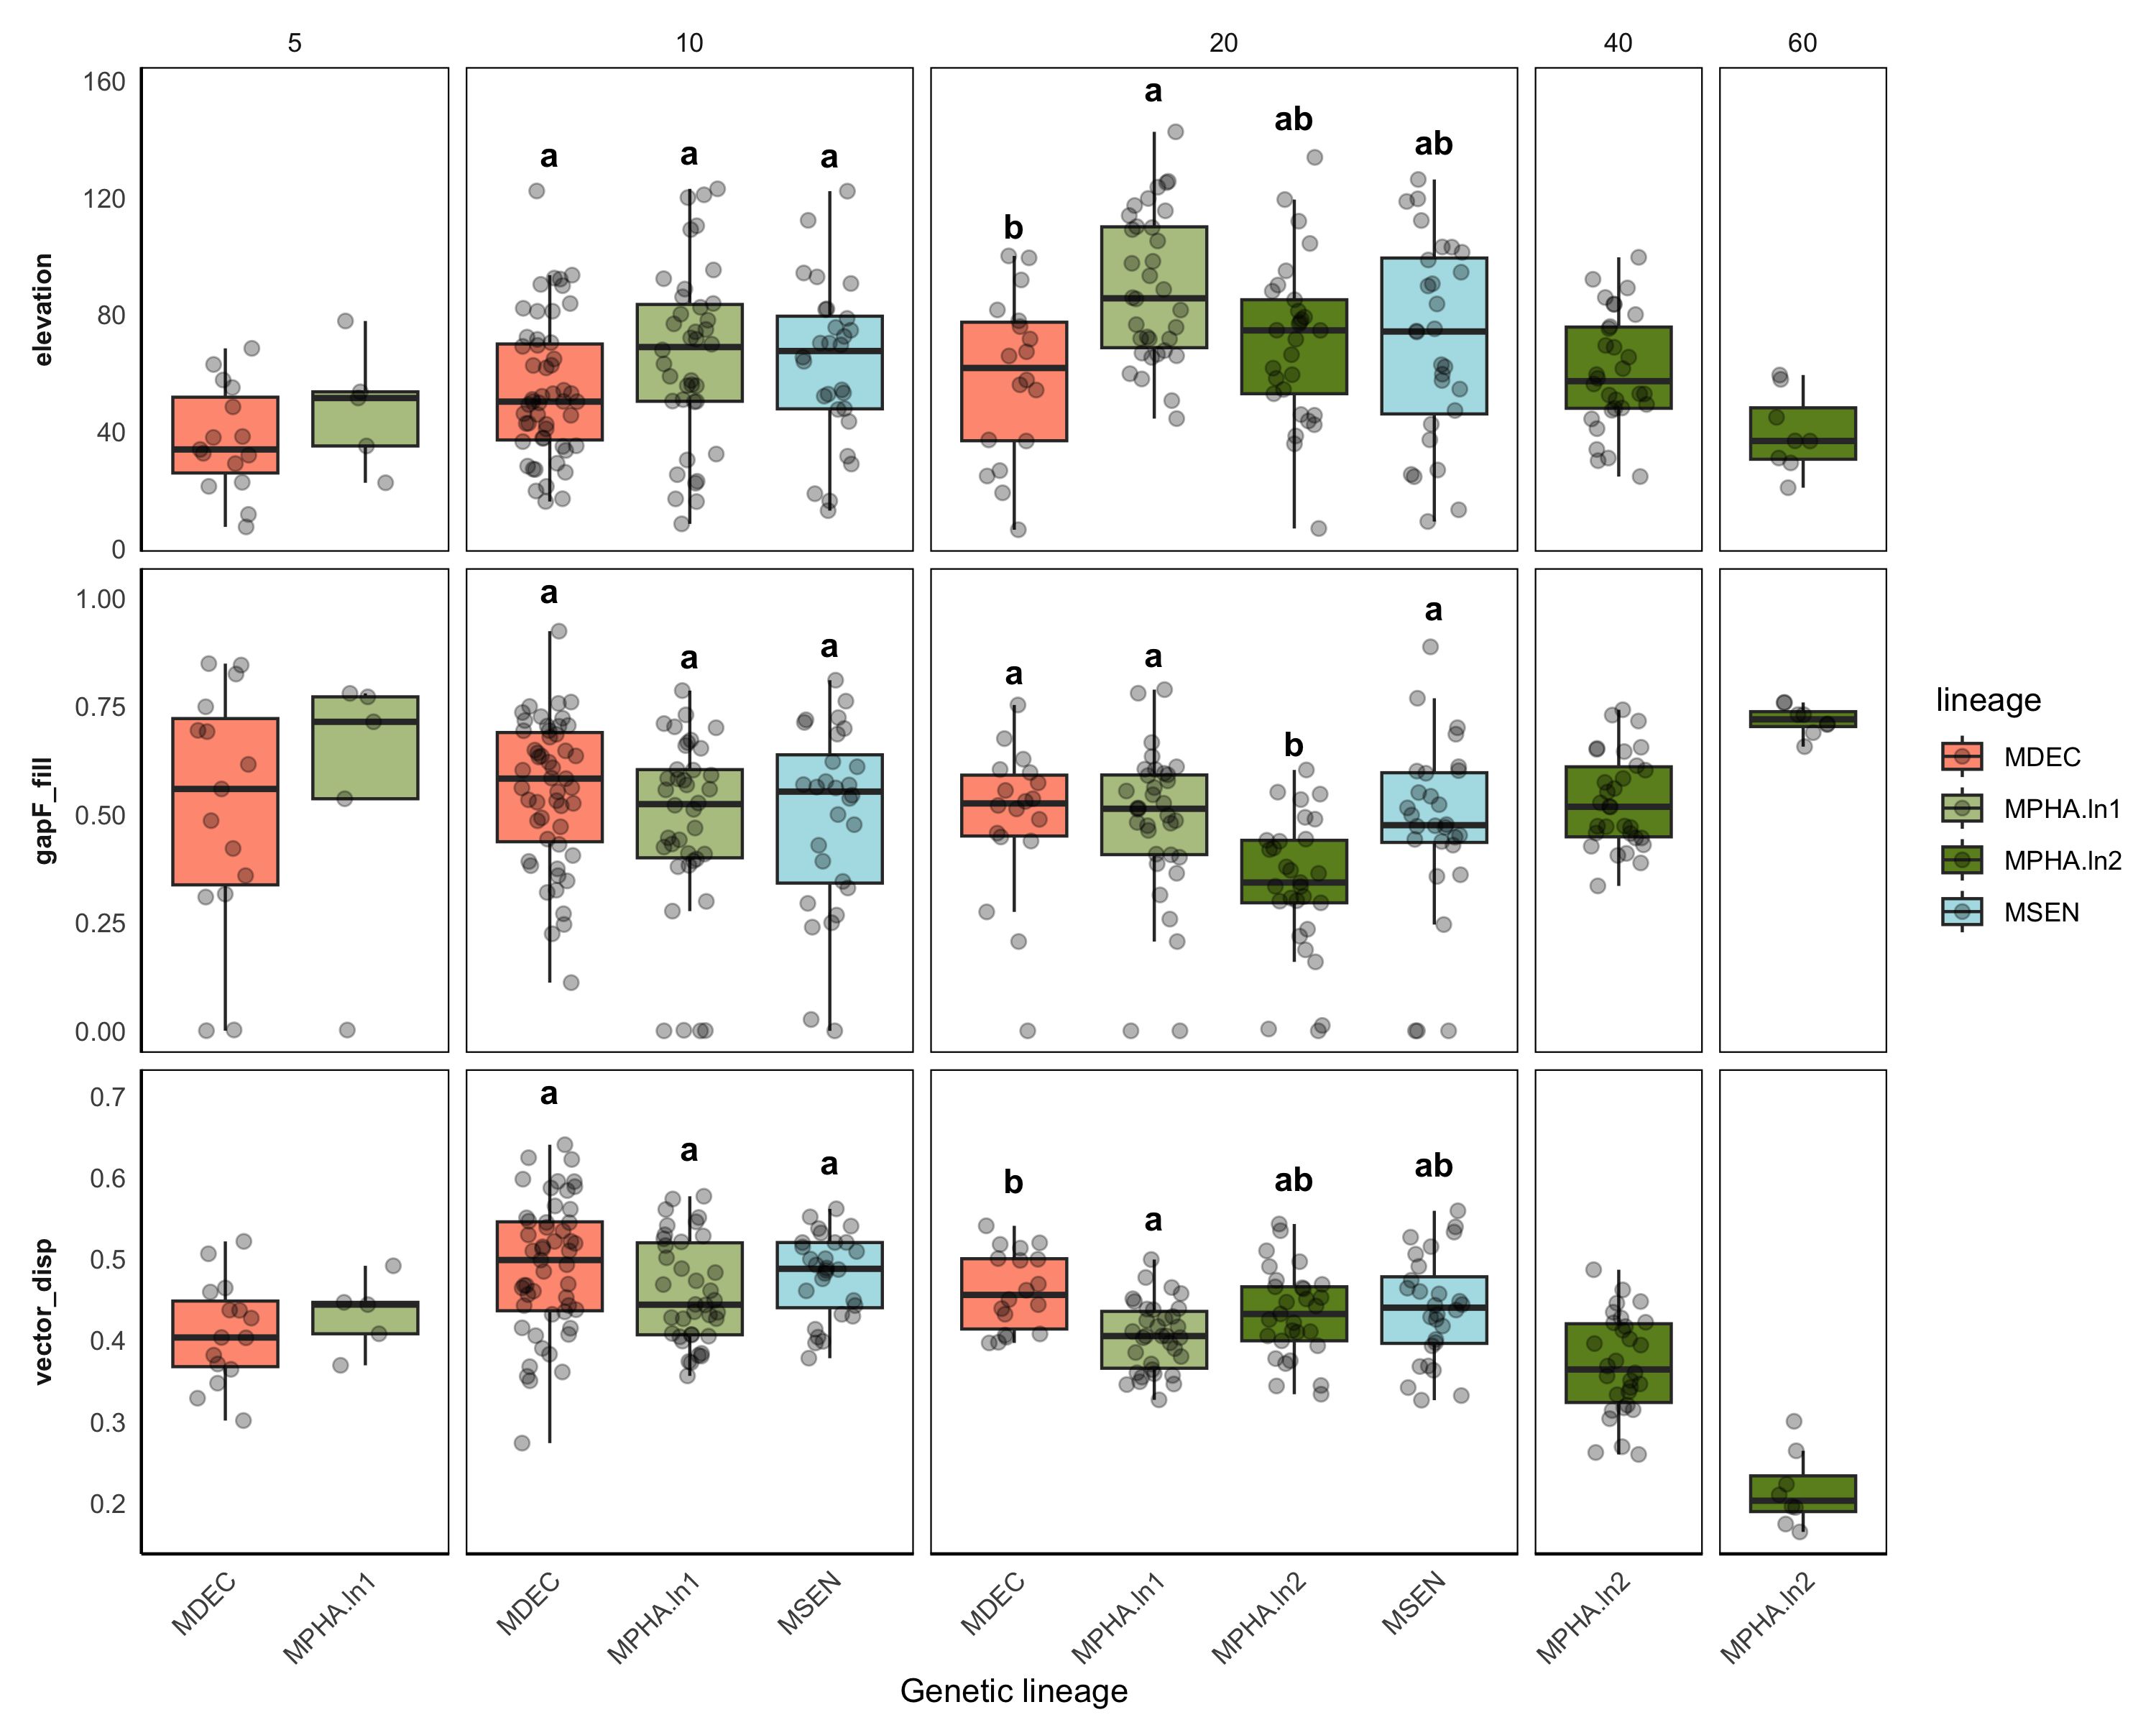 5 10 20 40 60
elevation
160
120
80
40
0
a a a
b a ab ab
gapF_fill
1.00
0.75
0.50
0.25
0.00
a a a
a a b a
vector_disp
0.7
0.6
0.5
0.4
0.3
0.2
a a a
b a ab ab
MDEC MPHA.ln1 MDEC MPHA.ln1 MSEN MDEC MPHA.ln1 MPHA.ln2 MSEN MPHA.ln2 MPHA.ln2
Genetic lineage
lineage
MDEC
MPHA.ln1
MPHA.ln2
MSEN